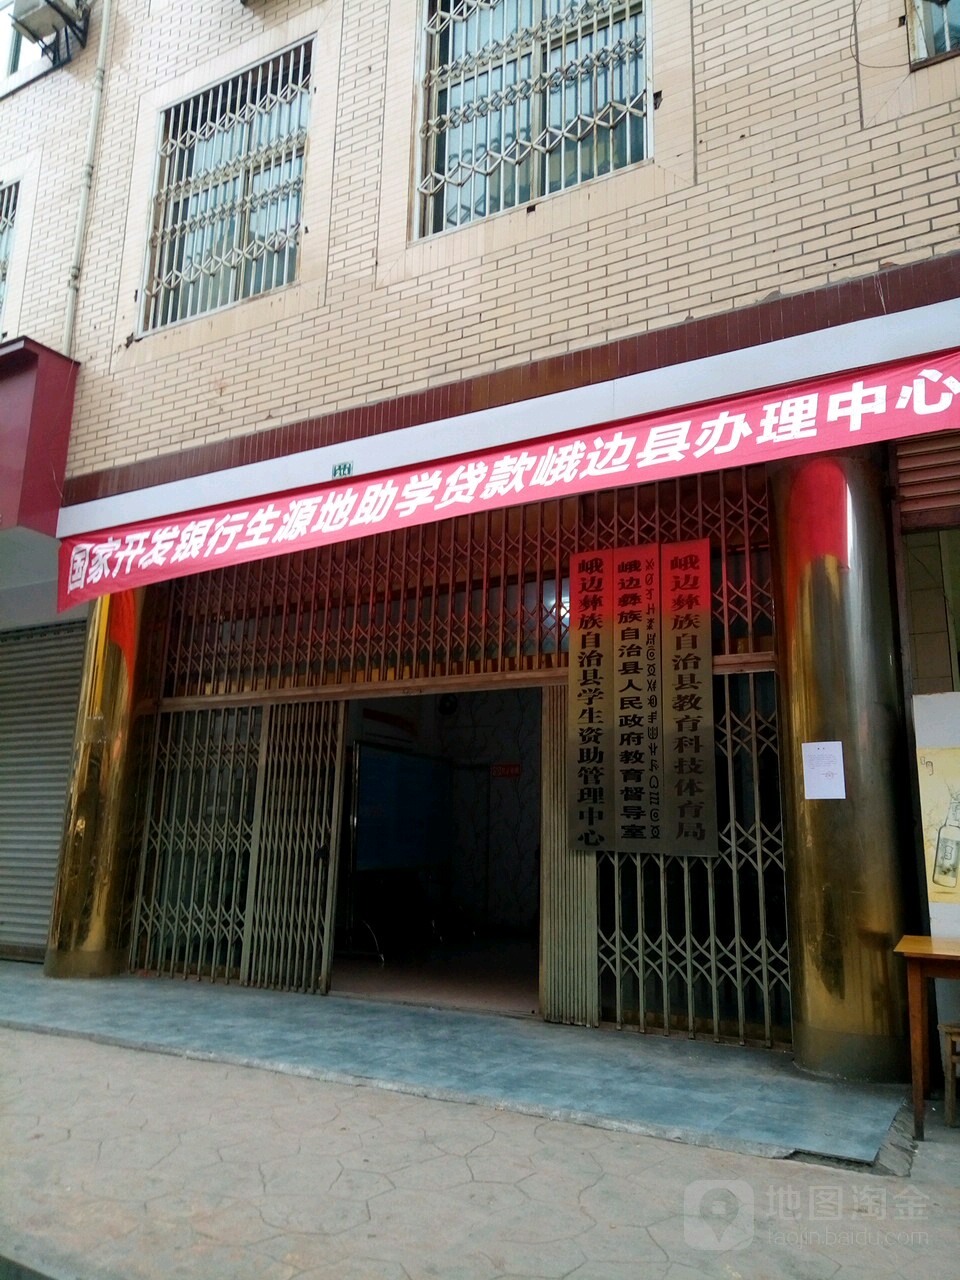 国家开发银行生源地助学贷款峨边县办理中心
峨边彝族自治县学生资助管理中心
峨边彝族自治县人民政府教育督导室
峨边彝族自治县教育科技体育局
地图淘金
taojin.baidu.com